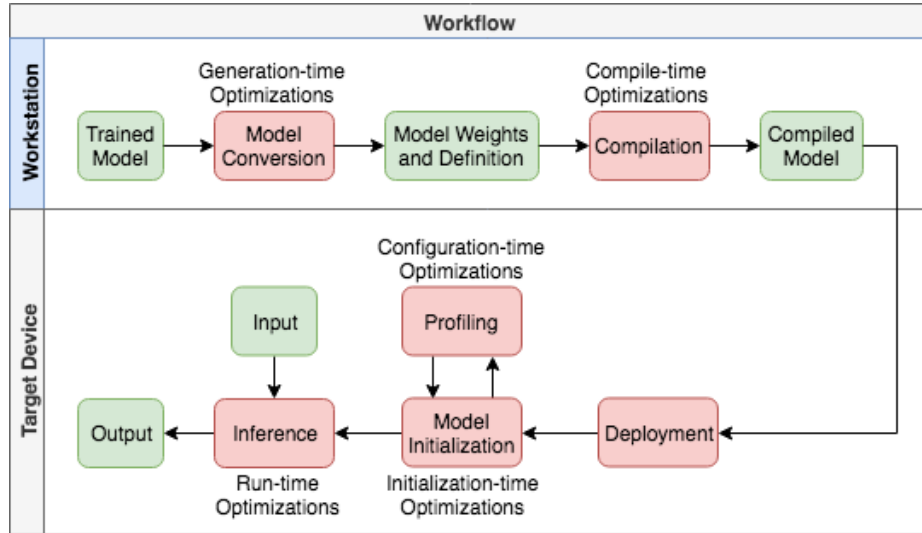 Workflow
Workstation
Generation-time
Optimizations
Compile-time
Optimizations
Trained
Model
Model
Conversion
Model Weights
and Definition
Compilation
Compiled
Model
Target Device
Configuration-time
Optimizations
Input
Profiling
Output
Inference
Model
Initialization
Deployment
Run-time
Optimizations
Initialization-time
Optimizations